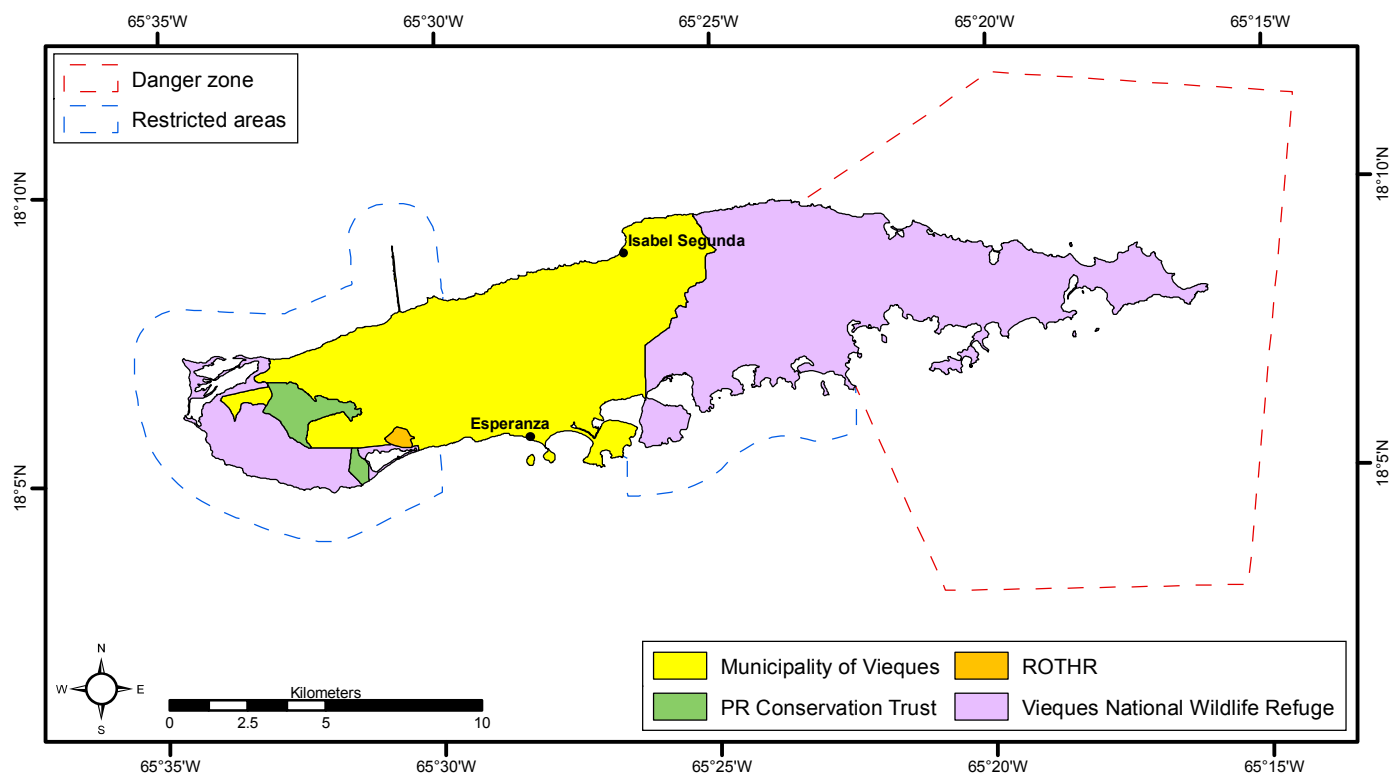 65°35'W 65°30'W 65°25'W 65°20'W 65°15'W
Danger zone
Restricted areas
18°10'N
18°10'N
Isabel Segunda
Esperanza
18°5'N
18°5'N
N
W E
S
Kilometers
0 2.5 5 10
Municipality of Vieques
ROTHR
PR Conservation Trust
Vieques National Wildlife Refuge
65°35'W 65°30'W 65°25'W 65°20'W 65°15'W